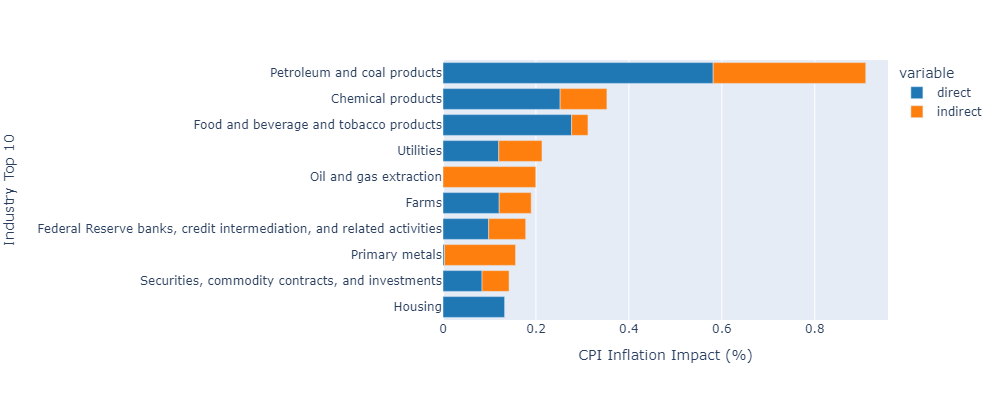 variable
direct
indirect
Industry Top 10
Petroleum and coal products
Chemical products
Food and beverage and tobacco products
Utilities
Oil and gas extraction
Farms
Federal Reserve banks, credit intermediation, and related activities
Primary metals
Securities, commodity contracts, and investments
Housing
0 0.2 0.4 0.6 0.8
CPI Inflation Impact (%)